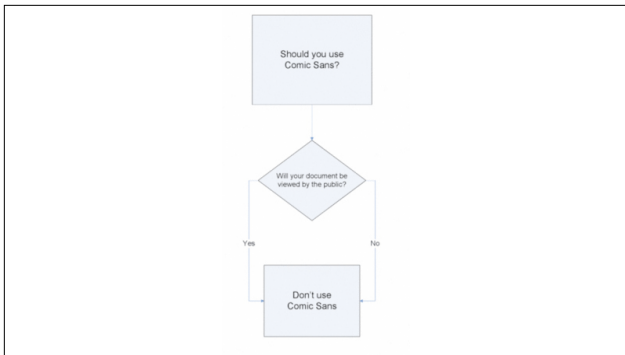 Should you use
Comic Sans?
Will your document be
viewed by the public?
Yes
No
Don't use
Comic Sans